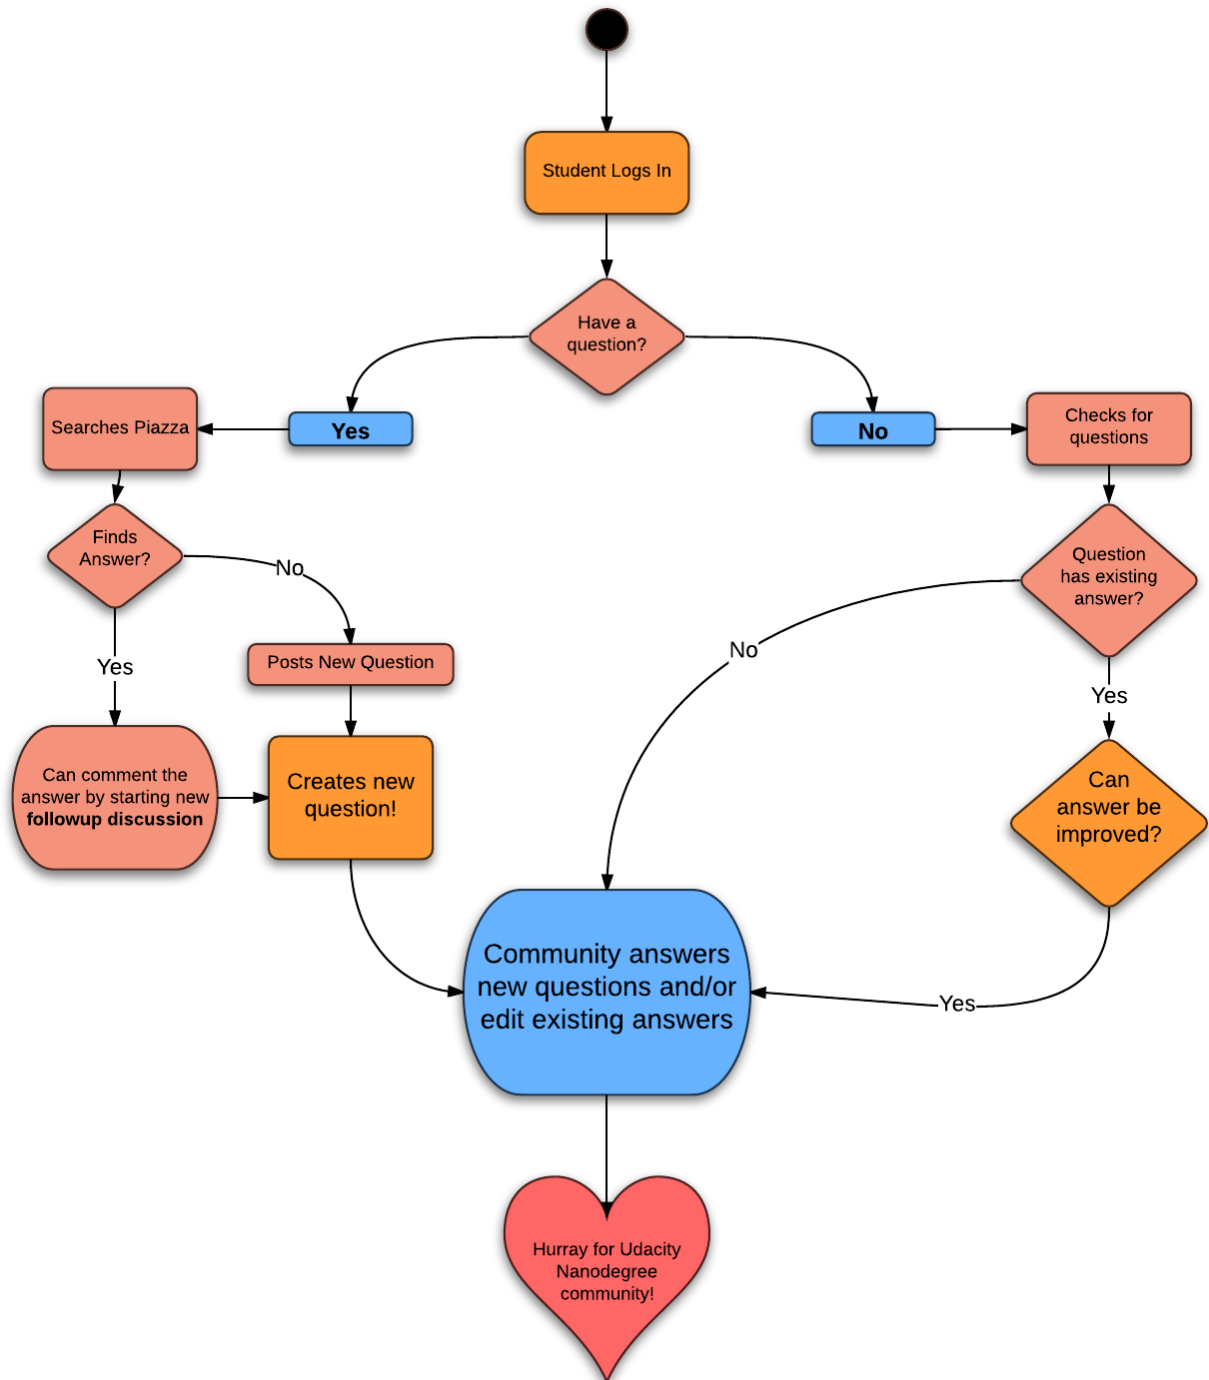 Student Logs In
Have a
question?
Yes
No
Searches Piazza
Checks for
questions
Finds
Answer?
No
Question
has existing
answer?
No
Yes
Posts New Question
Yes
Can comment the
answer by starting new
followup discussion
Creates new
question!
Can
answer be
improved?
Community answers
new questions and/or
edit existing answers
Yes
Hurray for Udacity
Nanodegree
community!